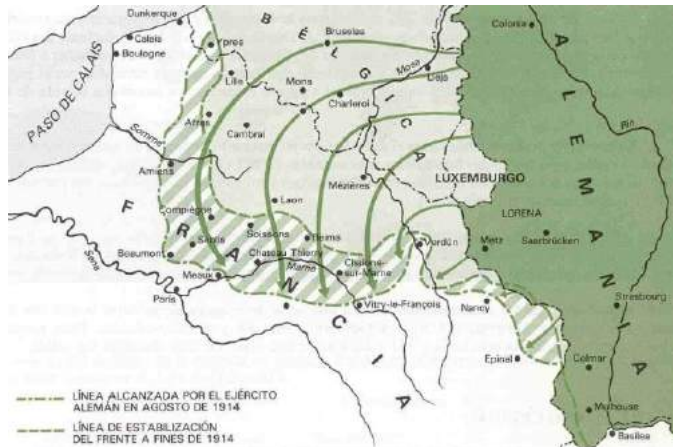 Dunkerque
Calais
Boulogne
PASO DE CALAIS
Ypres
BÉLGICA
Bruselas
Lille
Mons
Charleroi
Mosa
Lieja
Colonia
ALEMANIA
Rin
Arras
Cambrai
Somme
Amiens
Mézières
LUXEMBURGO
LORENA
Laon
Compiègne
Soissons
Reims
Verdún
Metz
Saarbrücken
FRANCIA
Sena
Beaumont
Senlis
Chateau Thierry
Marne
Chalons-
sur-Marne
Meaux
París
Vitry-le-François
Nancy
Strasbourg
Epinal
Colmar
Mulhouse
Basilea
LÍNEA ALCANZADA POR EL EJÉRCITO
ALEMÁN EN AGOSTO DE 1914
LÍNEA DE ESTABILIZACIÓN
DEL FRENTE A FINES DE 1914